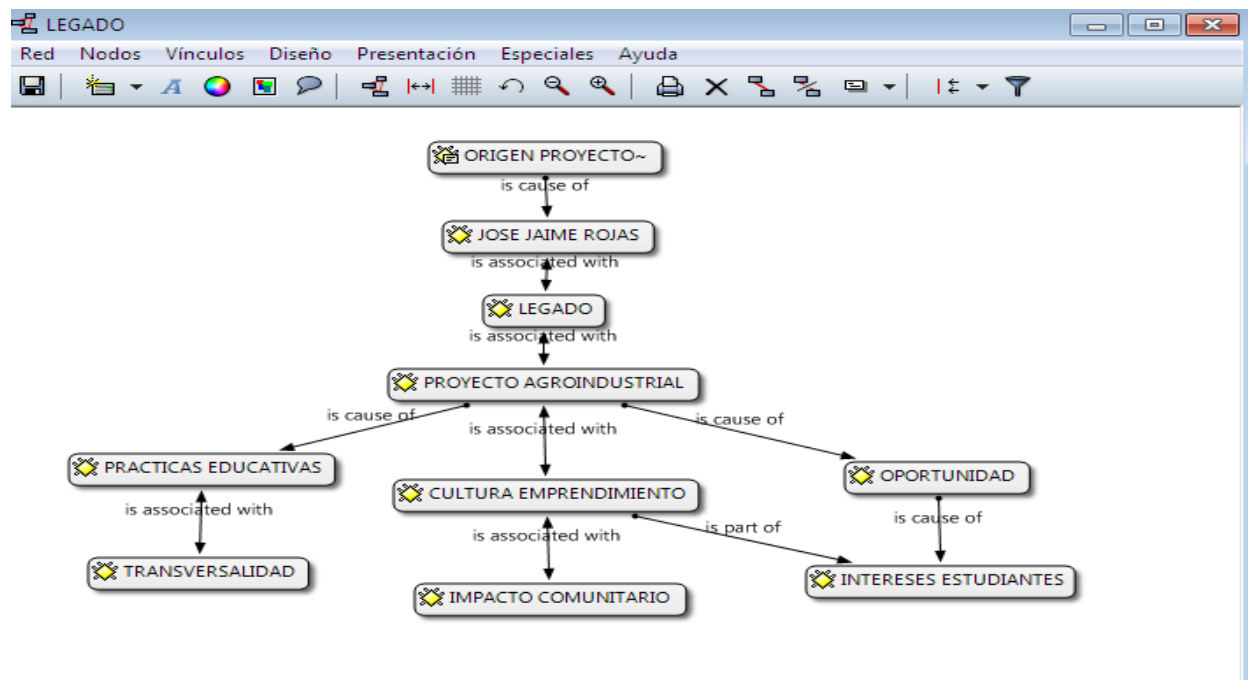 LEGADO
Red Nodos Vínculos Diseño Presentación Especiales Ayuda
ORIGEN PROYECTO~
is cause of
JOSE JAIME ROJAS
is associated with
LEGADO
is associated with
PROYECTO AGROINDUSTRIAL
is cause of
is associated with
is cause of
PRACTICAS EDUCATIVAS
CULTURA EMPRENDIMIENTO
OPORTUNIDAD
is associated with
is associated with
is part of
is cause of
TRANSVERSALIDAD
IMPACTO COMUNITARIO
INTERESES ESTUDIANTES